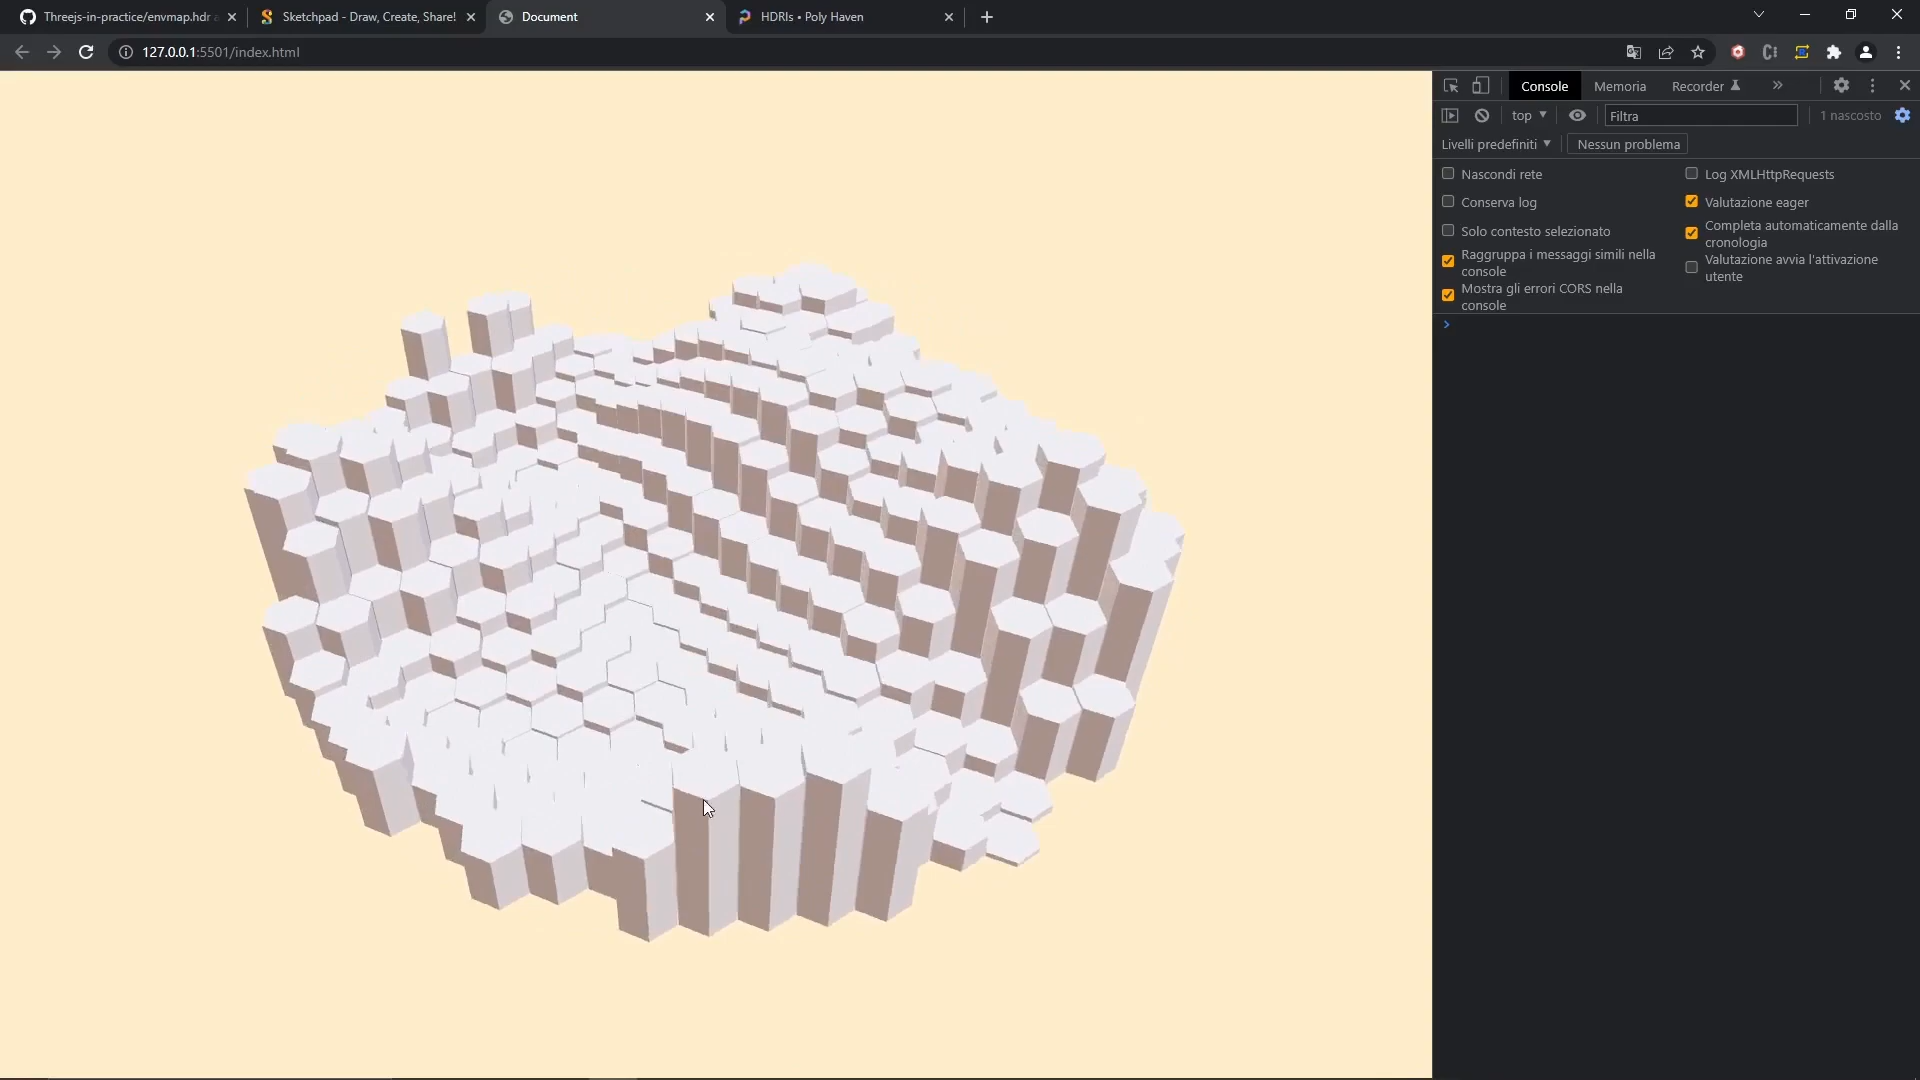 Threejs-in-practice/envmap.hdr
Sketchpad - Draw, Create, Share!
Document
HDRIs • Poly Haven
127.0.0.1:5501/index.html
Console
Memoria
Recorder
top
Filtra
1 nascosto
Livelli predefiniti
Nessun problema
Nascondi rete
Log XMLHttpRequests
Conserva log
Valutazione eager
Solo contesto selezionato
Completa automaticamente dalla
cronologia
Raggruppa i messaggi simili nella
console
Valutazione avvia l'attivazione
utente
Mostra gli errori CORS nella
console